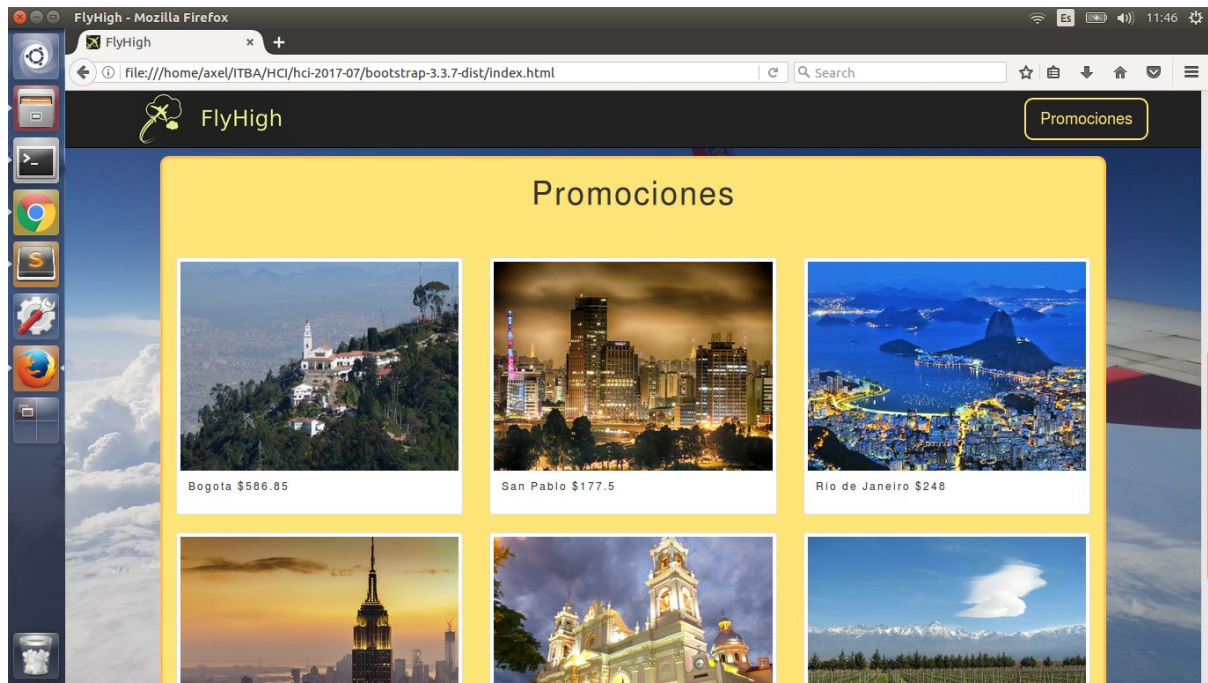 FlyHigh - Mozilla Firefox
Es
11:46
FlyHigh
file:///home/axel/ITBA/HCI/hci-2017-07/bootstrap-3.3.7-dist/index.html
Search
FlyHigh
Promociones
Promociones
Bogota $586.85
San Pablo $177.5
Rio de Janeiro $248